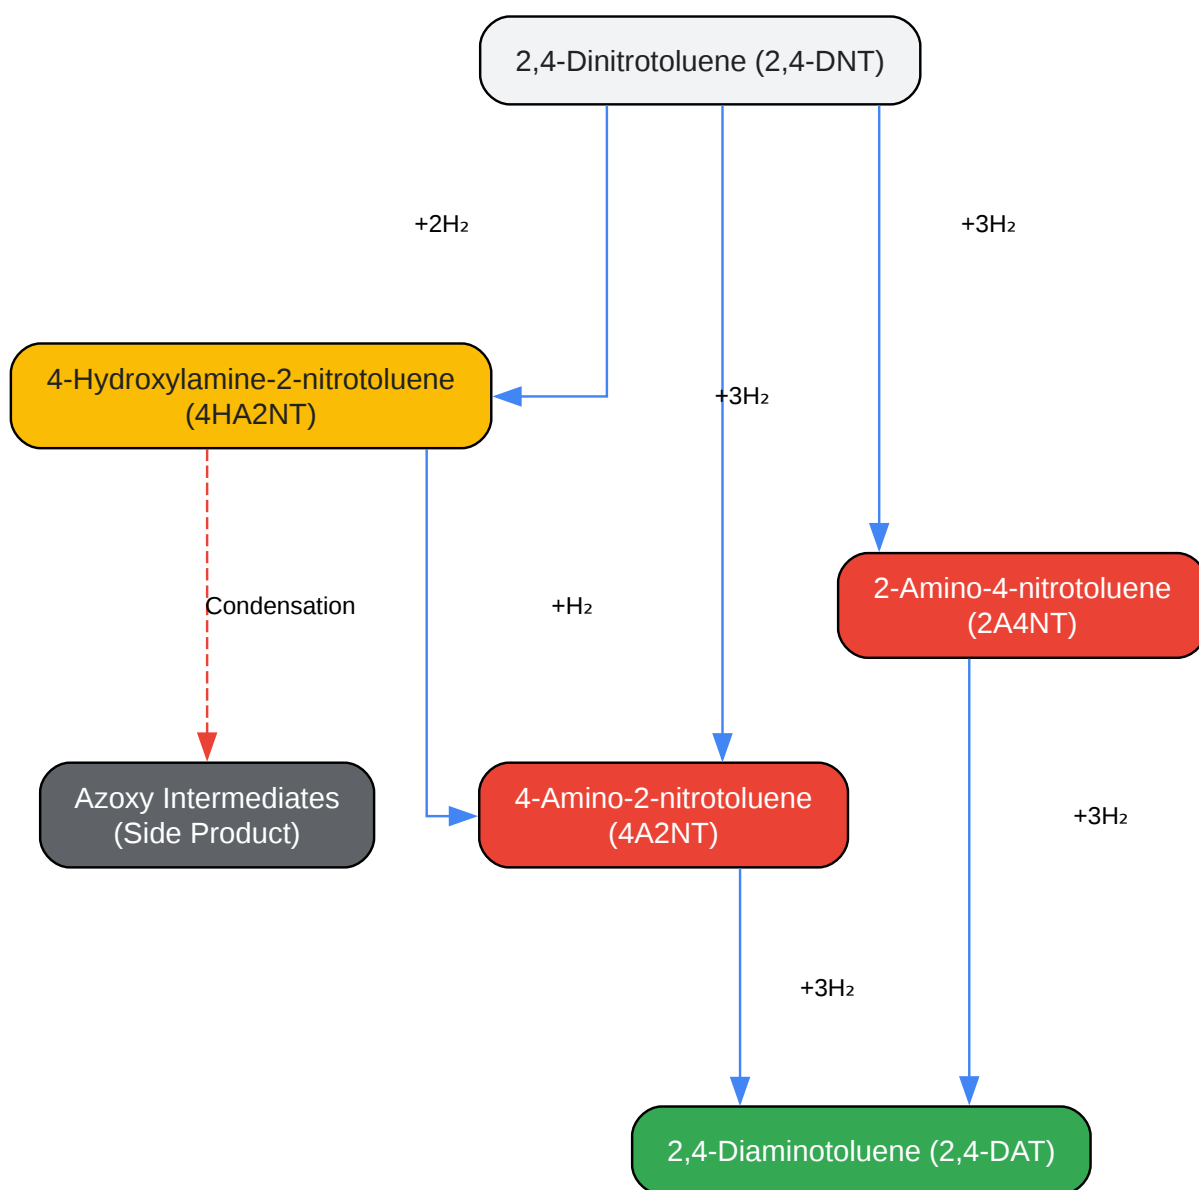 2,4-Dinitrotoluene (2,4-DNT)
+2H₂
+3H₂
4-Hydroxylamine-2-nitrotoluene
(4HA2NT)
+3H₂
2-Amino-4-nitrotoluene
(2A4NT)
Condensation
+H₂
Azoxy Intermediates
(Side Product)
4-Amino-2-nitrotoluene
(4A2NT)
+3H₂
+3H₂
2,4-Diaminotoluene (2,4-DAT)